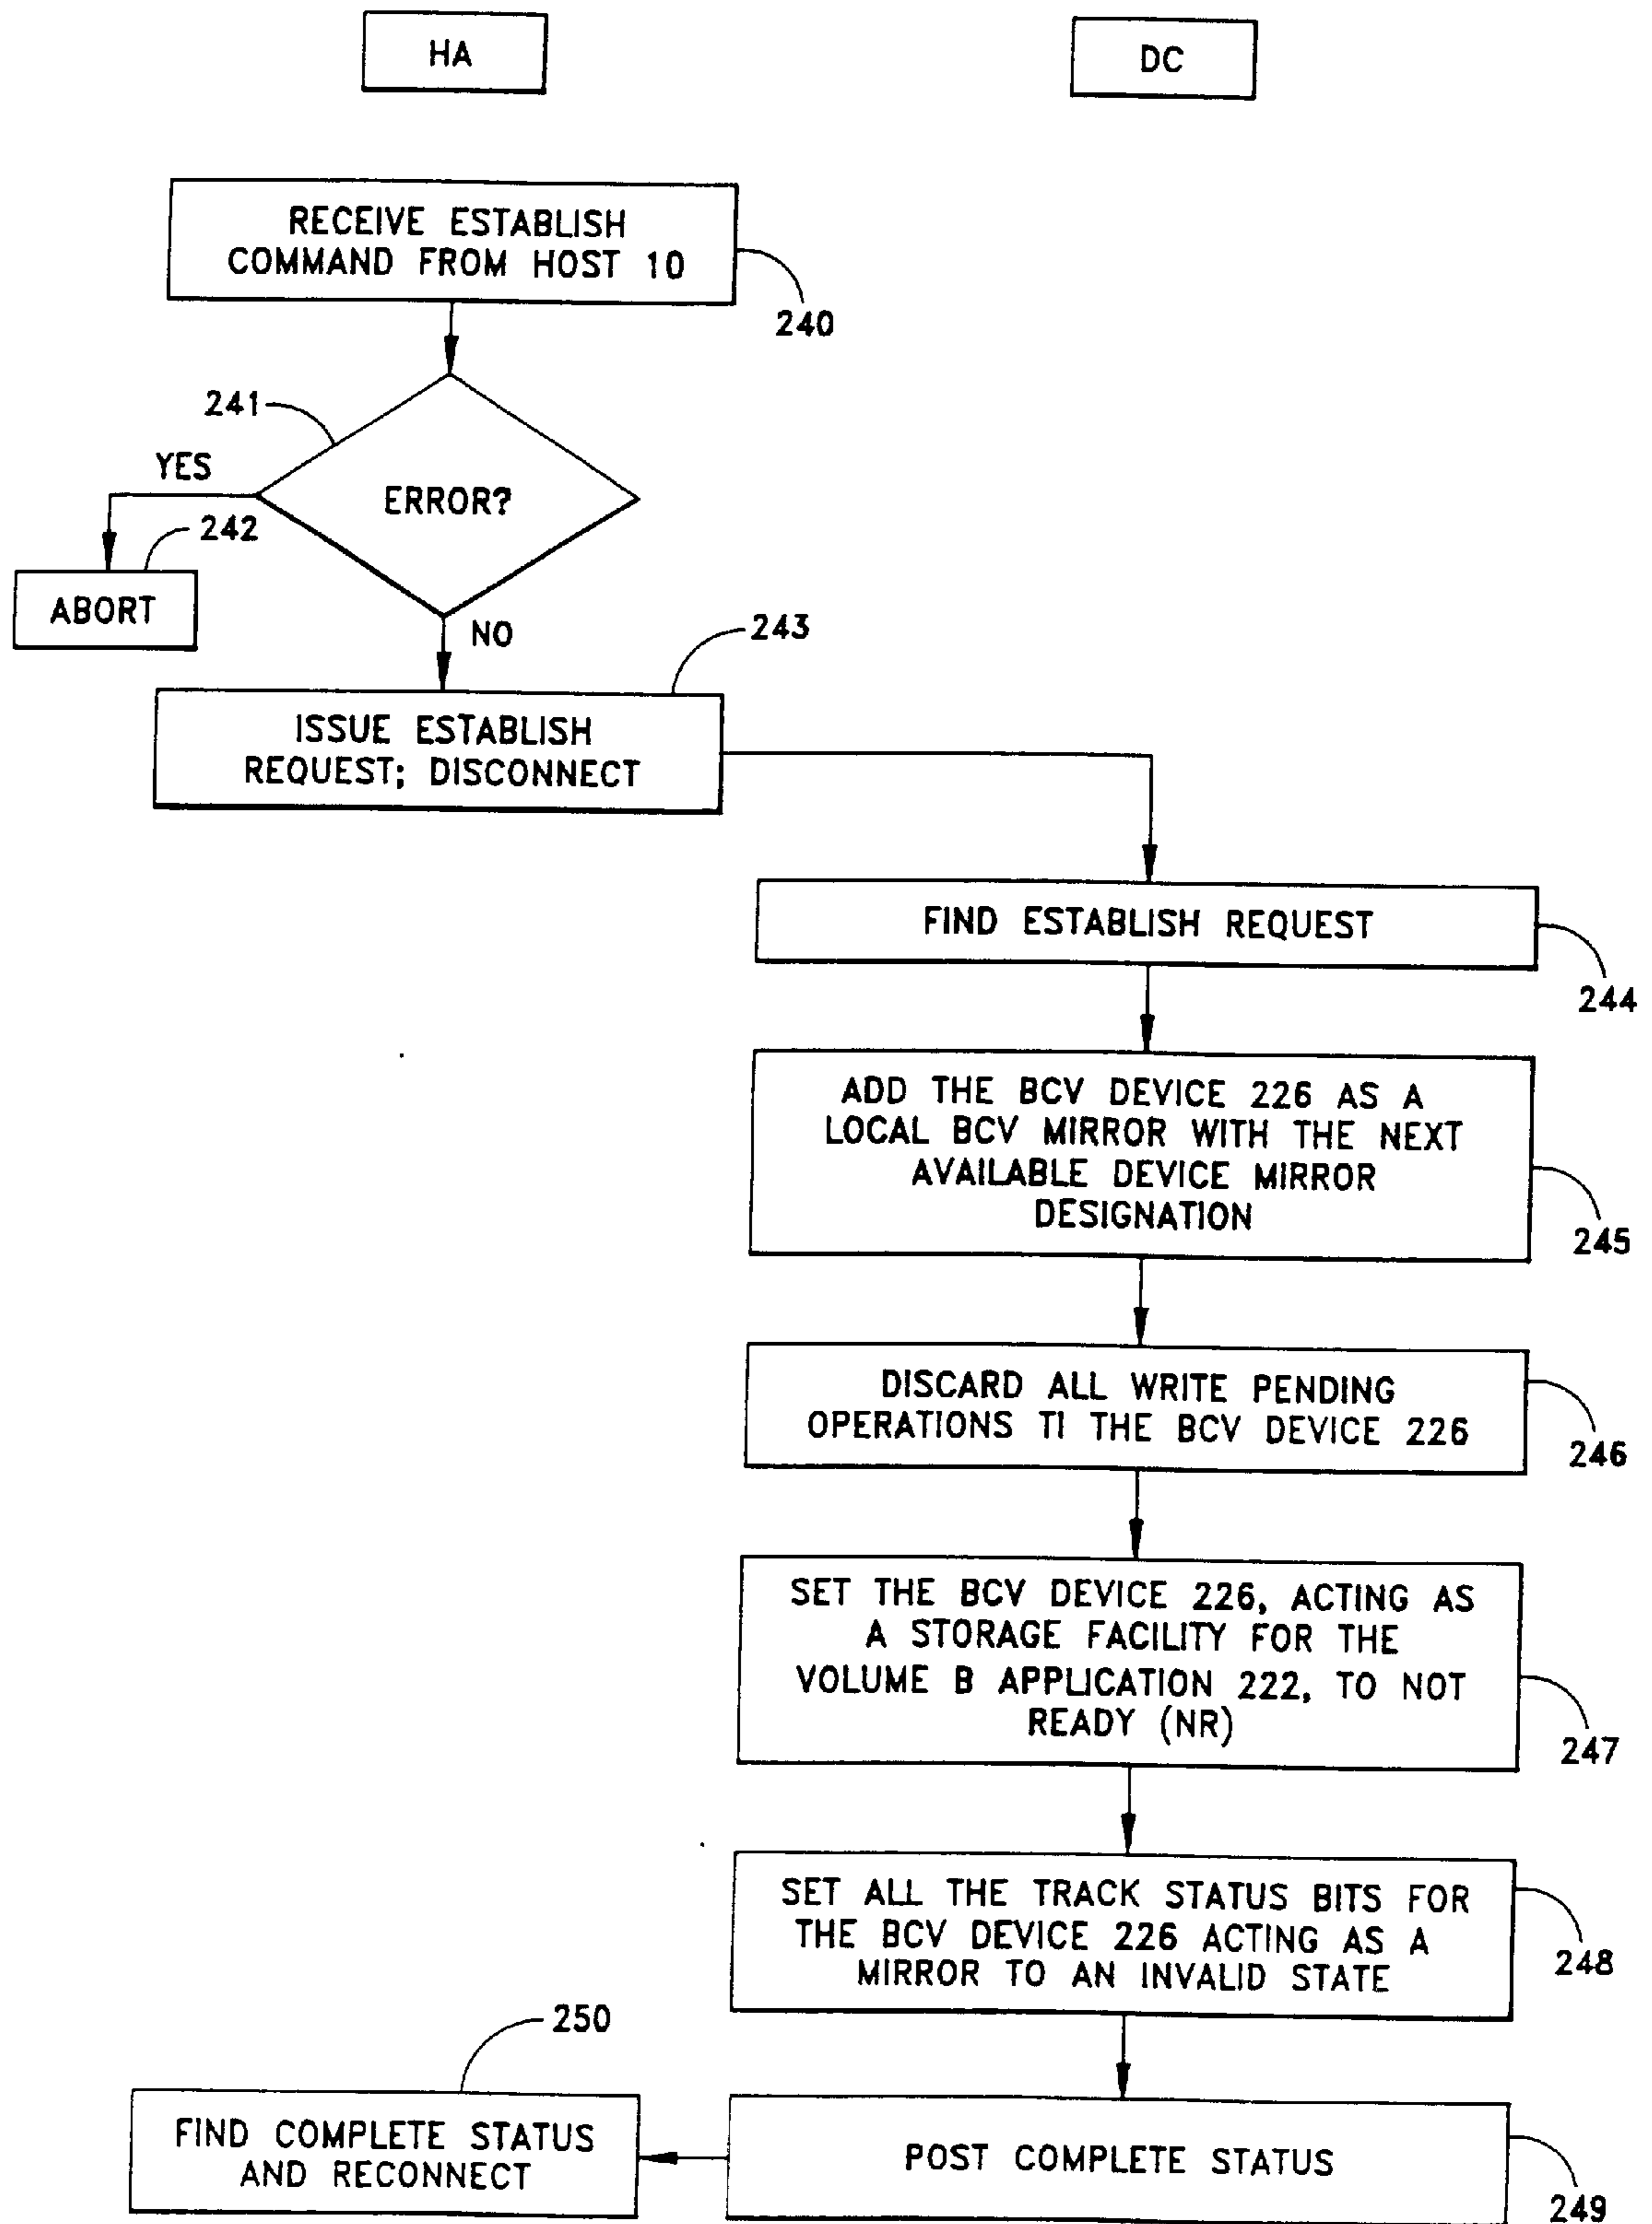 HA
DC
RECEIVE ESTABLISH
COMMAND FROM HOST 10
240
241
YES
ERROR?
242
ABORT
NO
243
ISSUE ESTABLISH
REQUEST; DISCONNECT
FIND ESTABLISH REQUEST
244
ADD THE BCV DEVICE 226 AS A
LOCAL BCV MIRROR WITH THE NEXT
AVAILABLE DEVICE MIRROR
DESIGNATION
245
DISCARD ALL WRITE PENDING
OPERATIONS TI THE BCV DEVICE 226
246
SET THE BCV DEVICE 226, ACTING AS
A STORAGE FACILITY FOR THE
VOLUME B APPLICATION 222, TO NOT
READY (NR)
247
SET ALL THE TRACK STATUS BITS FOR
THE BCV DEVICE 226 ACTING AS A
MIRROR TO AN INVALID STATE
248
250
FIND COMPLETE STATUS
AND RECONNECT
POST COMPLETE STATUS
249